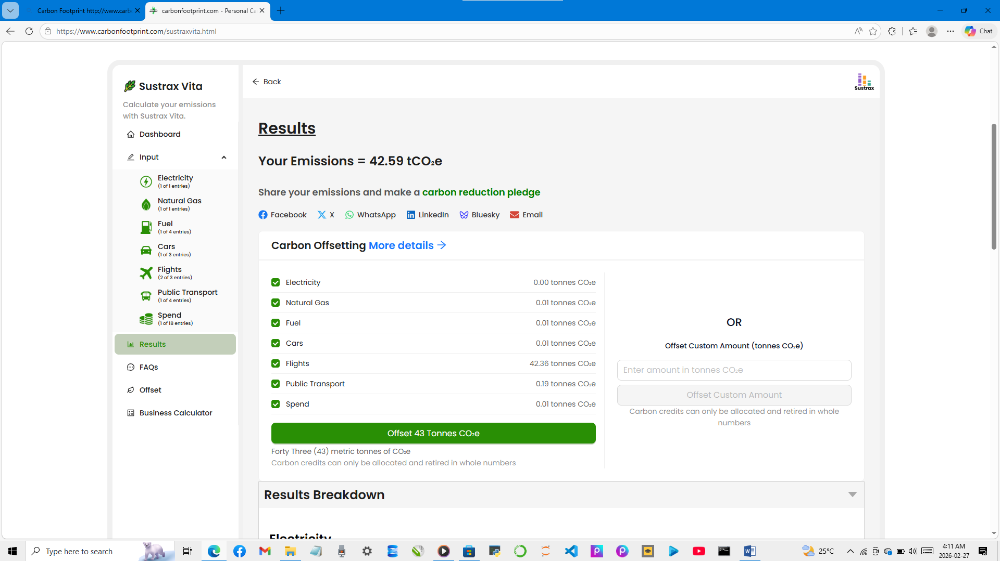 Carbon Footprint http://www.carb
carbonfootprint.com - Personal Ca
https://www.carbonfootprint.com/sustraxvita.html
Chat
Sustrax Vita
Calculate your emissions
with Sustrax Vita.
Dashboard
Input
Electricity
(1 of 1 entries)
Natural Gas
(1 of 1 entries)
Fuel
(1 of 4 entries)
Cars
(1 of 3 entries)
Flights
(2 of 3 entries)
Public Transport
(1 of 4 entries)
Spend
(1 of 18 entries)
Results
FAQs
Offset
Business Calculator
Back
Sustrax
Results
Your Emissions = 42.59 tCO₂e
Share your emissions and make a carbon reduction pledge
Facebook X WhatsApp LinkedIn Bluesky Email
Carbon Offsetting More details
Electricity 0.00 tonnes CO₂e
Natural Gas 0.01 tonnes CO₂e
Fuel 0.01 tonnes CO₂e
Cars 0.01 tonnes CO₂e
Flights 42.36 tonnes CO₂e
Public Transport 0.19 tonnes CO₂e
Spend 0.01 tonnes CO₂e
Offset 43 Tonnes CO₂e
Forty Three (43) metric tonnes of CO₂e
Carbon credits can only be allocated and retired in whole numbers
OR
Offset Custom Amount (tonnes CO₂e)
Enter amount in tonnes CO₂e
Offset Custom Amount
Carbon credits can only be allocated and retired in whole
numbers
Results Breakdown
Electricity
Type here to search
25°C
4:11 AM
2026-02-27